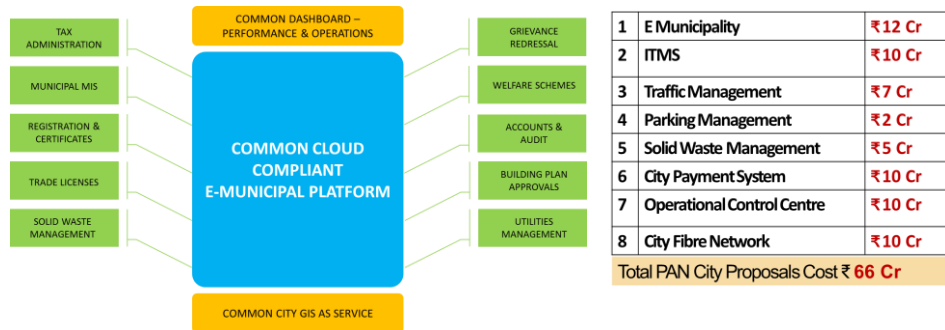 COMMON DASHBOARD –
PERFORMANCE & OPERATIONS
TAX
ADMINISTRATION
MUNICIPAL MIS
REGISTRATION &
CERTIFICATES
TRADE LICENSES
SOLID WASTE
MANAGEMENT
COMMON CLOUD
COMPLIANT
E-MUNICIPAL PLATFORM
GRIEVANCE
REDRESSAL
WELFARE SCHEMES
ACCOUNTS &
AUDIT
BUILDING PLAN
APPROVALS
UTILITIES
MANAGEMENT
COMMON CITY GIS AS SERVICE
1 E Municipality ₹12 Cr
2 ITMS ₹10 Cr
3 Traffic Management ₹7 Cr
4 Parking Management ₹2 Cr
5 Solid Waste Management ₹5 Cr
6 City Payment System ₹10 Cr
7 Operational Control Centre ₹10 Cr
8 City Fibre Network ₹10 Cr
Total PAN City Proposals Cost ₹ 66 Cr